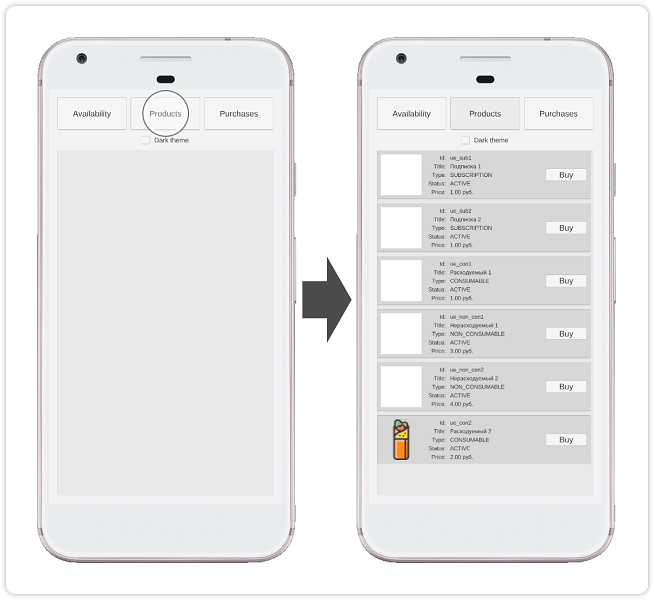 Availability
Products
Purchases
Dark theme
Availability
Products
Purchases
Dark theme
Id: ue_sub1
Title: Подписка 1
Type: SUBSCRIPTION
Status: ACTIVE
Price: 1.00 руб.
Buy
Id: ue_sub2
Title: Подписка 2
Type: SUBSCRIPTION
Status: ACTIVE
Price: 1.00 руб.
Buy
Id: ue_con1
Title: Расходуемый 1
Type: CONSUMABLE
Status: ACTIVE
Price: 1.00 руб.
Buy
Id: ue_non_con1
Title: Нерасходуемый 1
Type: NON_CONSUMABLE
Status: ACTIVE
Price: 3.00 руб.
Buy
Id: ue_non_con2
Title: Нерасходуемый 2
Type: NON_CONSUMABLE
Status: ACTIVE
Price: 4.00 руб.
Buy
Id: ue_con2
Title: Расходуемый 2
Type: CONSUMABLE
Status: ACTIVE
Price: 2.00 руб.
Buy